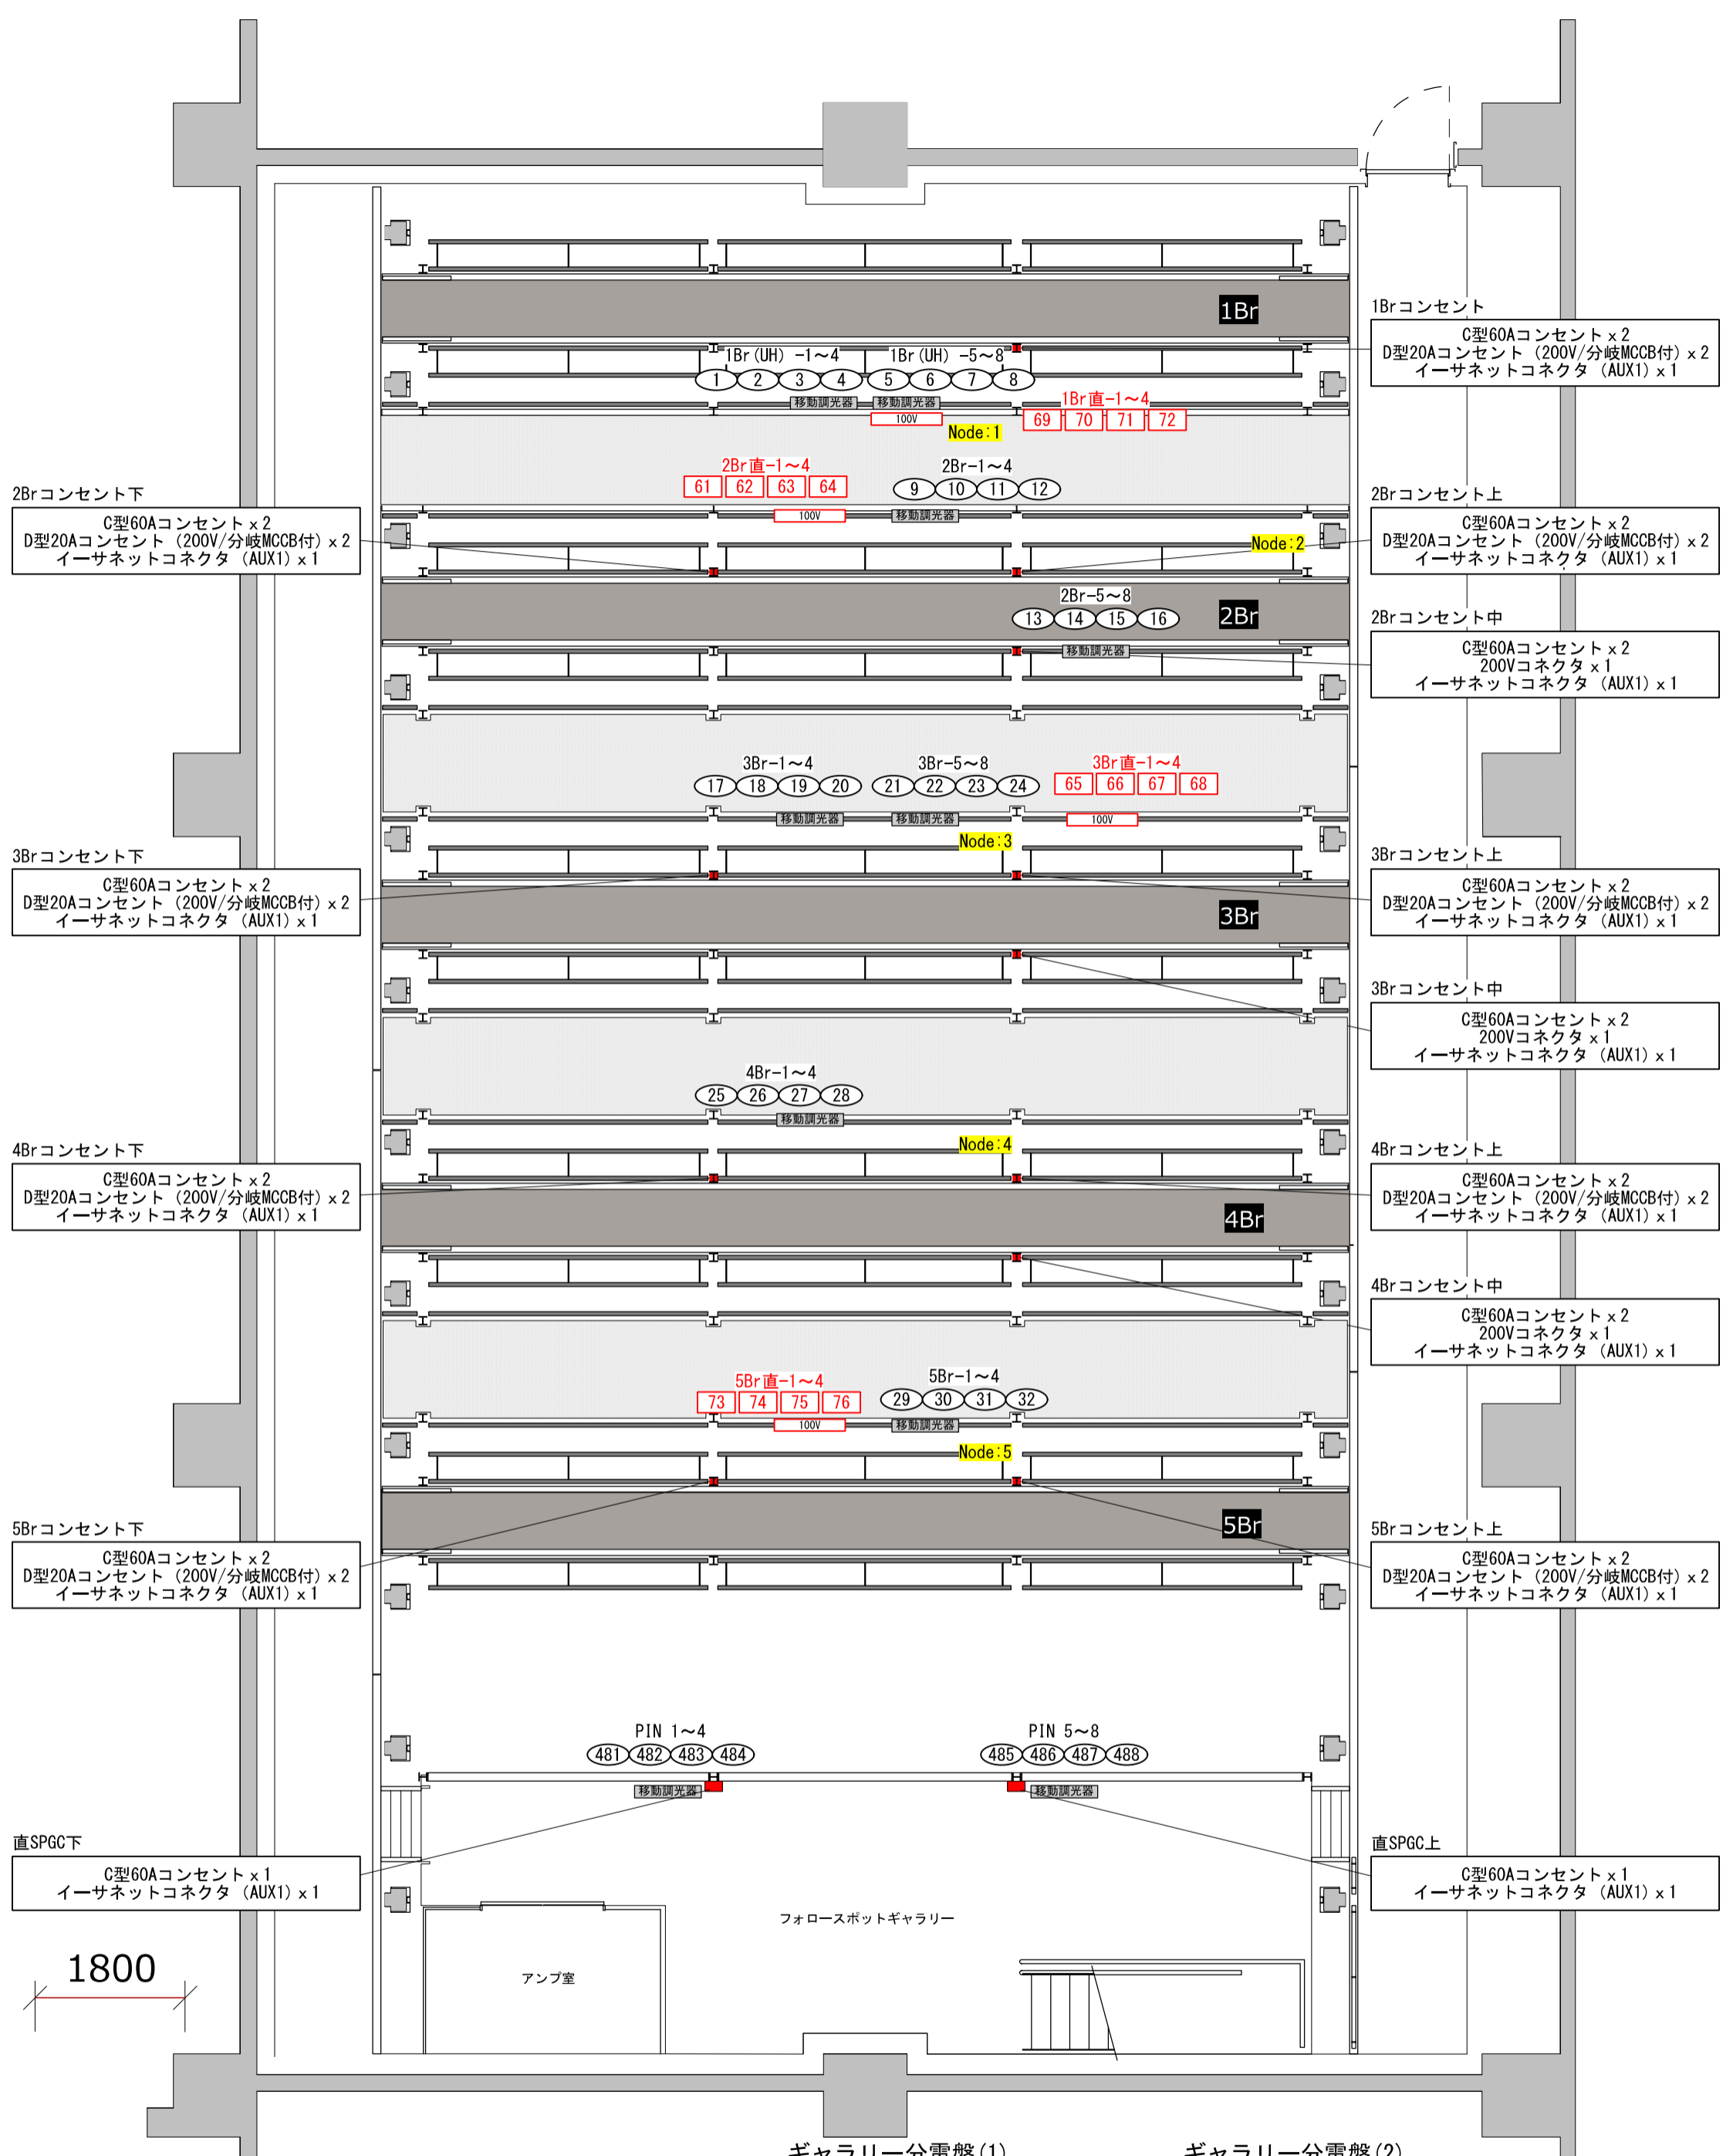 1Br
1Brコンセント
C型60Aコンセント x 2
D型20Aコンセント (200V/分岐MCCB付) x 2
イーサネットコネクタ (AUX1) x 1
1Br(UH) -1～4
1Br(UH) -5～8
1 2 3 4
5 6 7 8
移動調光器
移動調光器
1Br直-1～4
100V
69 70 71 72
Node:1
2Br直-1～4
61 62 63 64
2Br-1～4
9 10 11 12
100V
移動調光器
2Brコンセント下
C型60Aコンセント x 2
D型20Aコンセント (200V/分岐MCCB付) x 2
イーサネットコネクタ (AUX1) x 1
2Brコンセント上
C型60Aコンセント x 2
D型20Aコンセント (200V/分岐MCCB付) x 2
イーサネットコネクタ (AUX1) x 1
Node:2
2Br-5～8
13 14 15 16
2Br
移動調光器
2Brコンセント中
C型60Aコンセント x 2
200Vコネクタ x 1
イーサネットコネクタ (AUX1) x 1
3Br-1～4
17 18 19 20
3Br-5～8
21 22 23 24
3Br直-1～4
65 66 67 68
移動調光器
移動調光器
100V
Node:3
3Brコンセント下
C型60Aコンセント x 2
D型20Aコンセント (200V/分岐MCCB付) x 2
イーサネットコネクタ (AUX1) x 1
3Brコンセント上
C型60Aコンセント x 2
D型20Aコンセント (200V/分岐MCCB付) x 2
イーサネットコネクタ (AUX1) x 1
3Br
3Brコンセント中
C型60Aコンセント x 2
200Vコネクタ x 1
イーサネットコネクタ (AUX1) x 1
4Br-1～4
25 26 27 28
移動調光器
Node:4
4Brコンセント下
C型60Aコンセント x 2
D型20Aコンセント (200V/分岐MCCB付) x 2
イーサネットコネクタ (AUX1) x 1
4Brコンセント上
C型60Aコンセント x 2
D型20Aコンセント (200V/分岐MCCB付) x 2
イーサネットコネクタ (AUX1) x 1
4Br
4Brコンセント中
C型60Aコンセント x 2
200Vコネクタ x 1
イーサネットコネクタ (AUX1) x 1
5Br直-1～4
73 74 75 76
5Br-1～4
29 30 31 32
100V
移動調光器
Node:5
5Br
5Brコンセント下
C型60Aコンセント x 2
D型20Aコンセント (200V/分岐MCCB付) x 2
イーサネットコネクタ (AUX1) x 1
5Brコンセント上
C型60Aコンセント x 2
D型20Aコンセント (200V/分岐MCCB付) x 2
イーサネットコネクタ (AUX1) x 1
PIN 1～4
481 482 483 484
PIN 5～8
485 486 487 488
移動調光器
移動調光器
直SPGC下
C型60Aコンセント x 1
イーサネットコネクタ (AUX1) x 1
直SPGC上
C型60Aコンセント x 1
イーサネットコネクタ (AUX1) x 1
フォロースポットギャラリー
アンプ室
1800
ギャラリー分電盤(1)
ギャラリー分電盤(2)